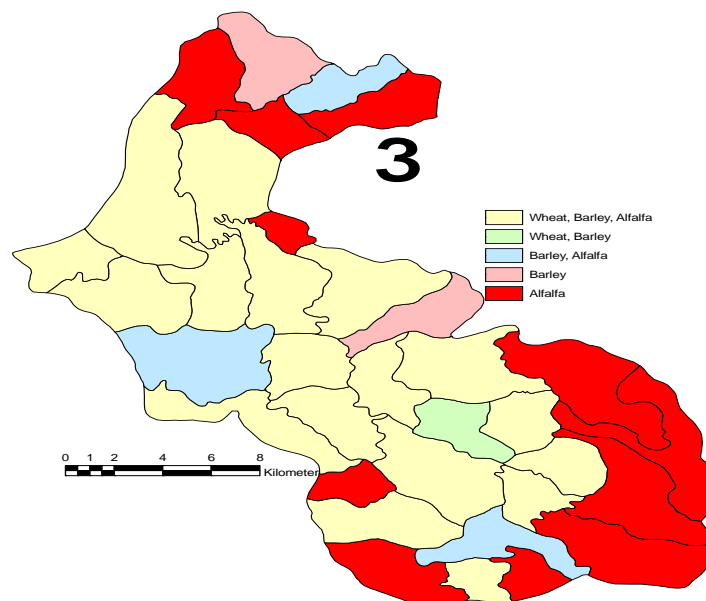 3
Wheat, Barley, Alfalfa
Wheat, Barley
Barley, Alfalfa
Barley
Alfalfa
0 1 2 4 6 8
Kilometer